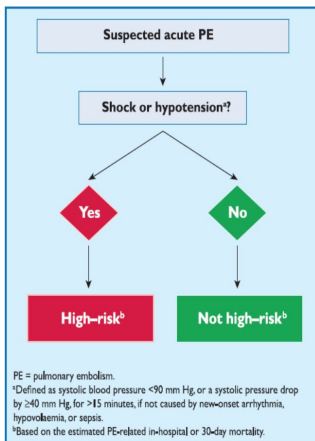 Suspected acute PE
Shock or hypotensionᵃ?
Yes
No
High–riskᵇ
Not high–riskᵇ
PE = pulmonary embolism.
ᵃDefined as systolic blood pressure <90 mm Hg, or a systolic pressure drop
by ≥40 mm Hg, for >15 minutes, if not caused by new-onset arrhythmia,
hypovolaemia, or sepsis.
ᵇBased on the estimated PE-related in-hospital or 30-day mortality.